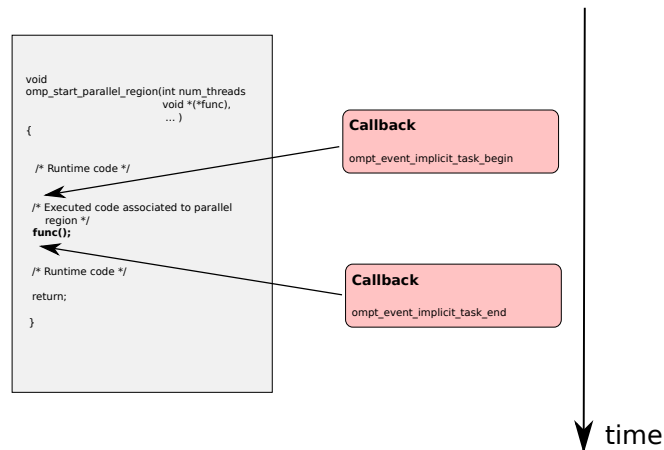 void
omp_start_parallel_region(int num_threads
void *(*func),
... )
{
/* Runtime code */
/* Executed code associated to parallel
region */
func();
/* Runtime code */
return;
}
Callback
ompt_event_implicit_task_begin
Callback
ompt_event_implicit_task_end
time